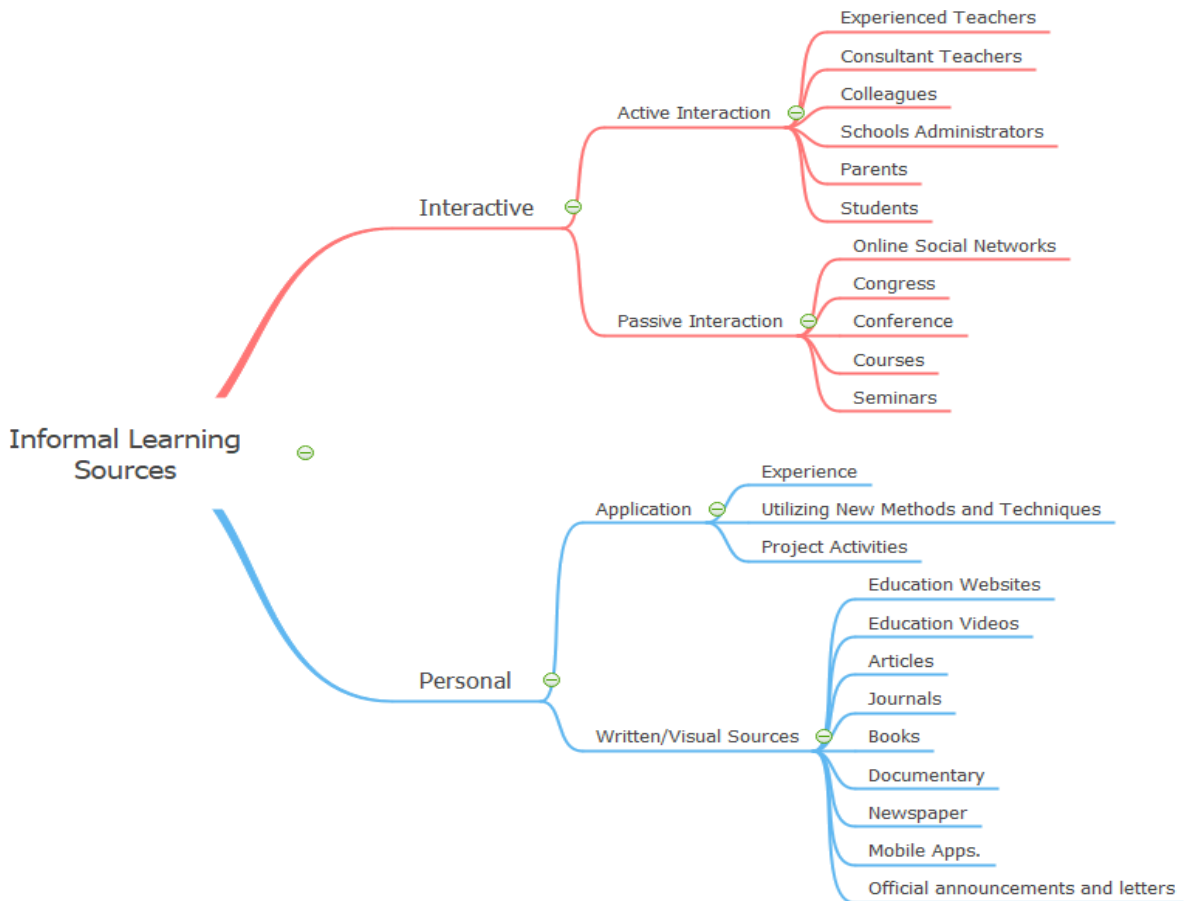 Informal Learning
Sources
Interactive
Active Interaction
Experienced Teachers
Consultant Teachers
Colleagues
Schools Administrators
Parents
Students
Passive Interaction
Online Social Networks
Congress
Conference
Courses
Seminars
Personal
Application
Experience
Utilizing New Methods and Techniques
Project Activities
Written/Visual Sources
Education Websites
Education Videos
Articles
Journals
Books
Documentary
Newspaper
Mobile Apps.
Official announcements and letters